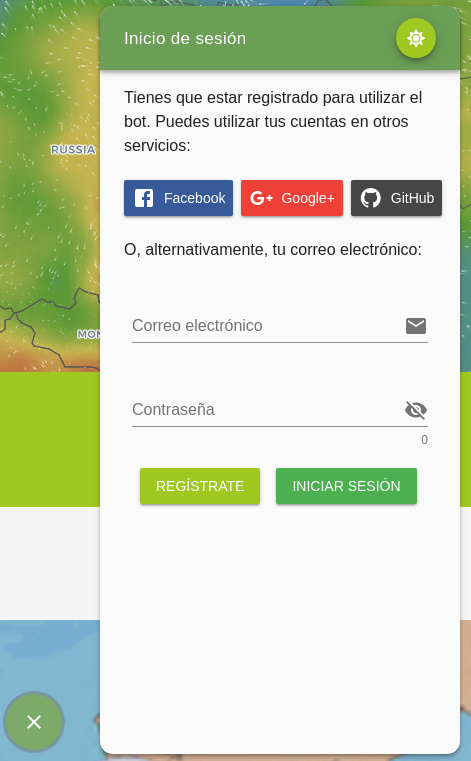 Inicio de sesión
Tienes que estar registrado para utilizar el
bot. Puedes utilizar tus cuentas en otros
servicios:
RUSSIA
Facebook
Google+
GitHub
O, alternativamente, tu correo electrónico:
Correo electrónico
MON
Contraseña
0
REGÍSTRATE
INICIAR SESIÓN